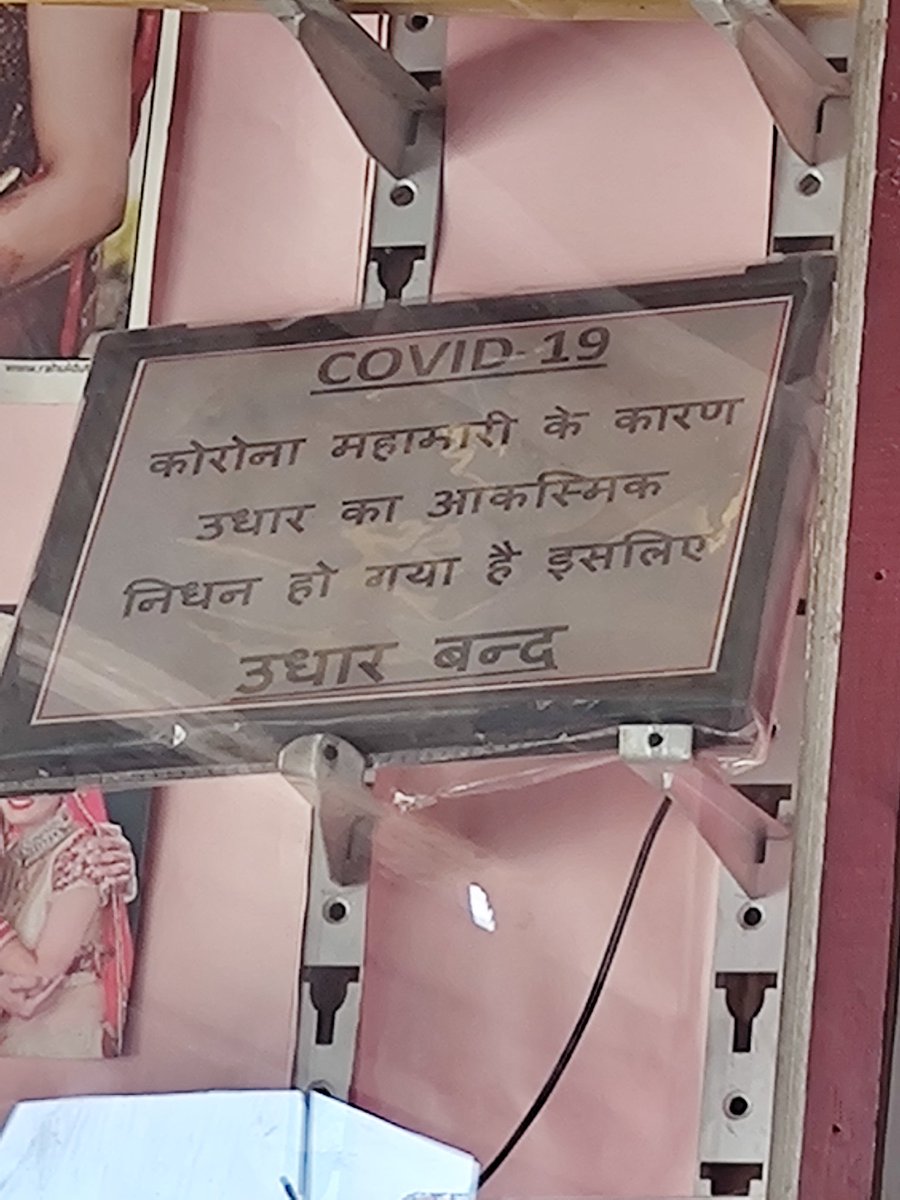 COVID-19
कोरोना महामारी के कारण
उधार का आकस्मिक
निधन हो गया है इसलिए
उधार बन्द